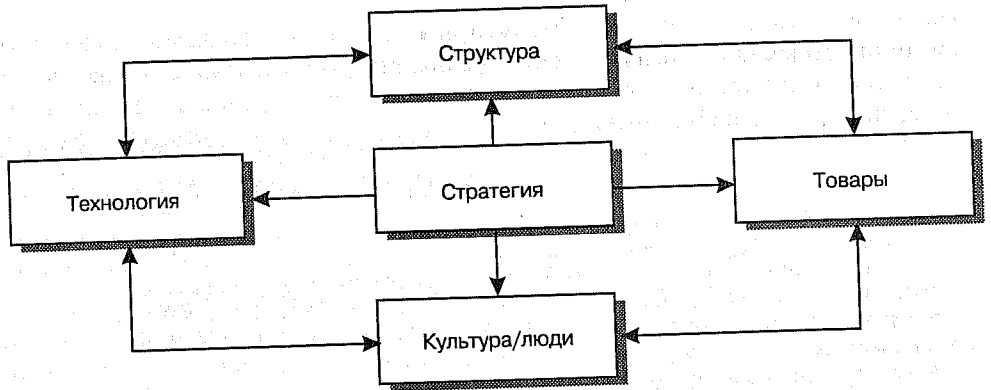 Структура
Технология
Стратегия
Товары
Культура/люди